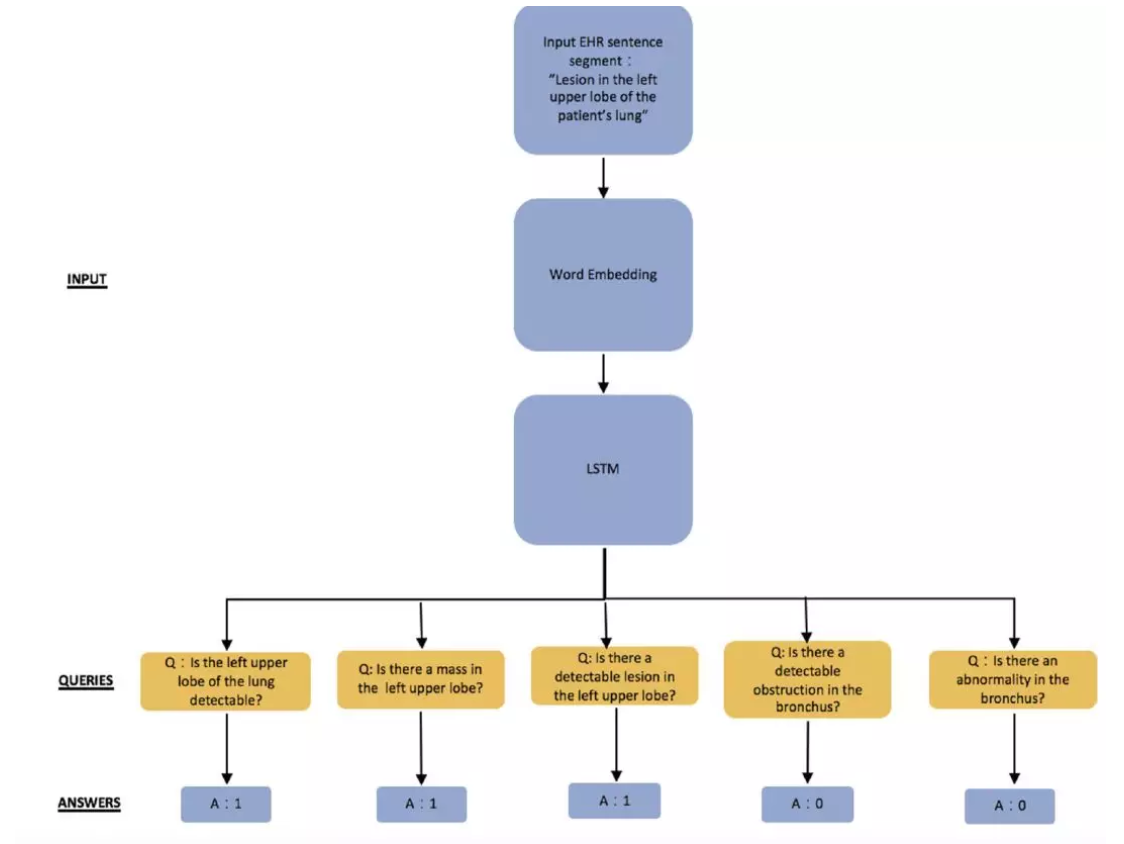 Input EHR sentence
segment :
"Lesion in the left
upper lobe of the
patient's lung"
INPUT
Word Embedding
LSTM
QUERIES
Q : Is the left upper
lobe of the lung
detectable?
Q: Is there a mass in
the left upper lobe?
Q: Is there a
detectable lesion in
the left upper lobe?
Q: Is there a
detectable
obstruction in the
bronchus?
Q : Is there an
abnormality in the
bronchus?
ANSWERS
A : 1
A : 1
A : 1
A : 0
A : 0